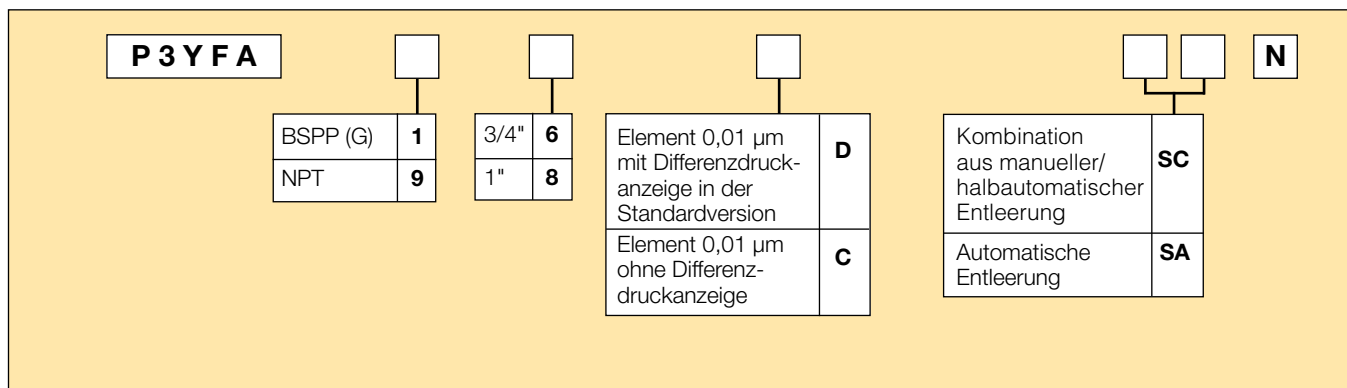 P 3 Y F A N
BSPP (G) 1
NPT 9
3/4" 6
1" 8
Element 0,01 µm
mit Differenzdruck-
anzeige in der
Standardversion
D
Element 0,01 µm
ohne Differenz-
druckanzeige
C
Kombination
aus manueller/
halbautomatischer
Entleerung
SC
Automatische
Entleerung
SA